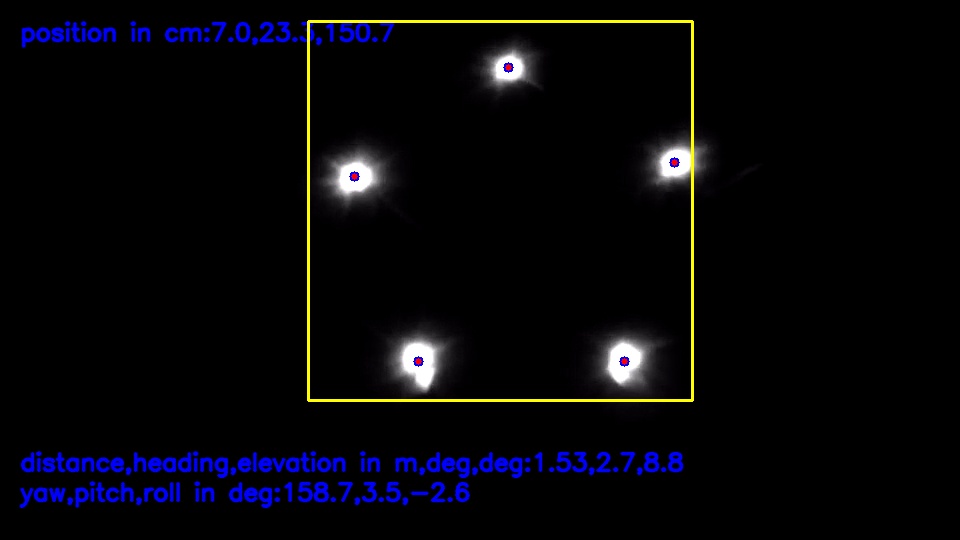 position in cm:7.0,23.3,150.7
distance,heading,elevation in m,deg,deg:1.53,2.7,8.8
yaw,pitch,roll in deg:158.7,3.5,-2.6